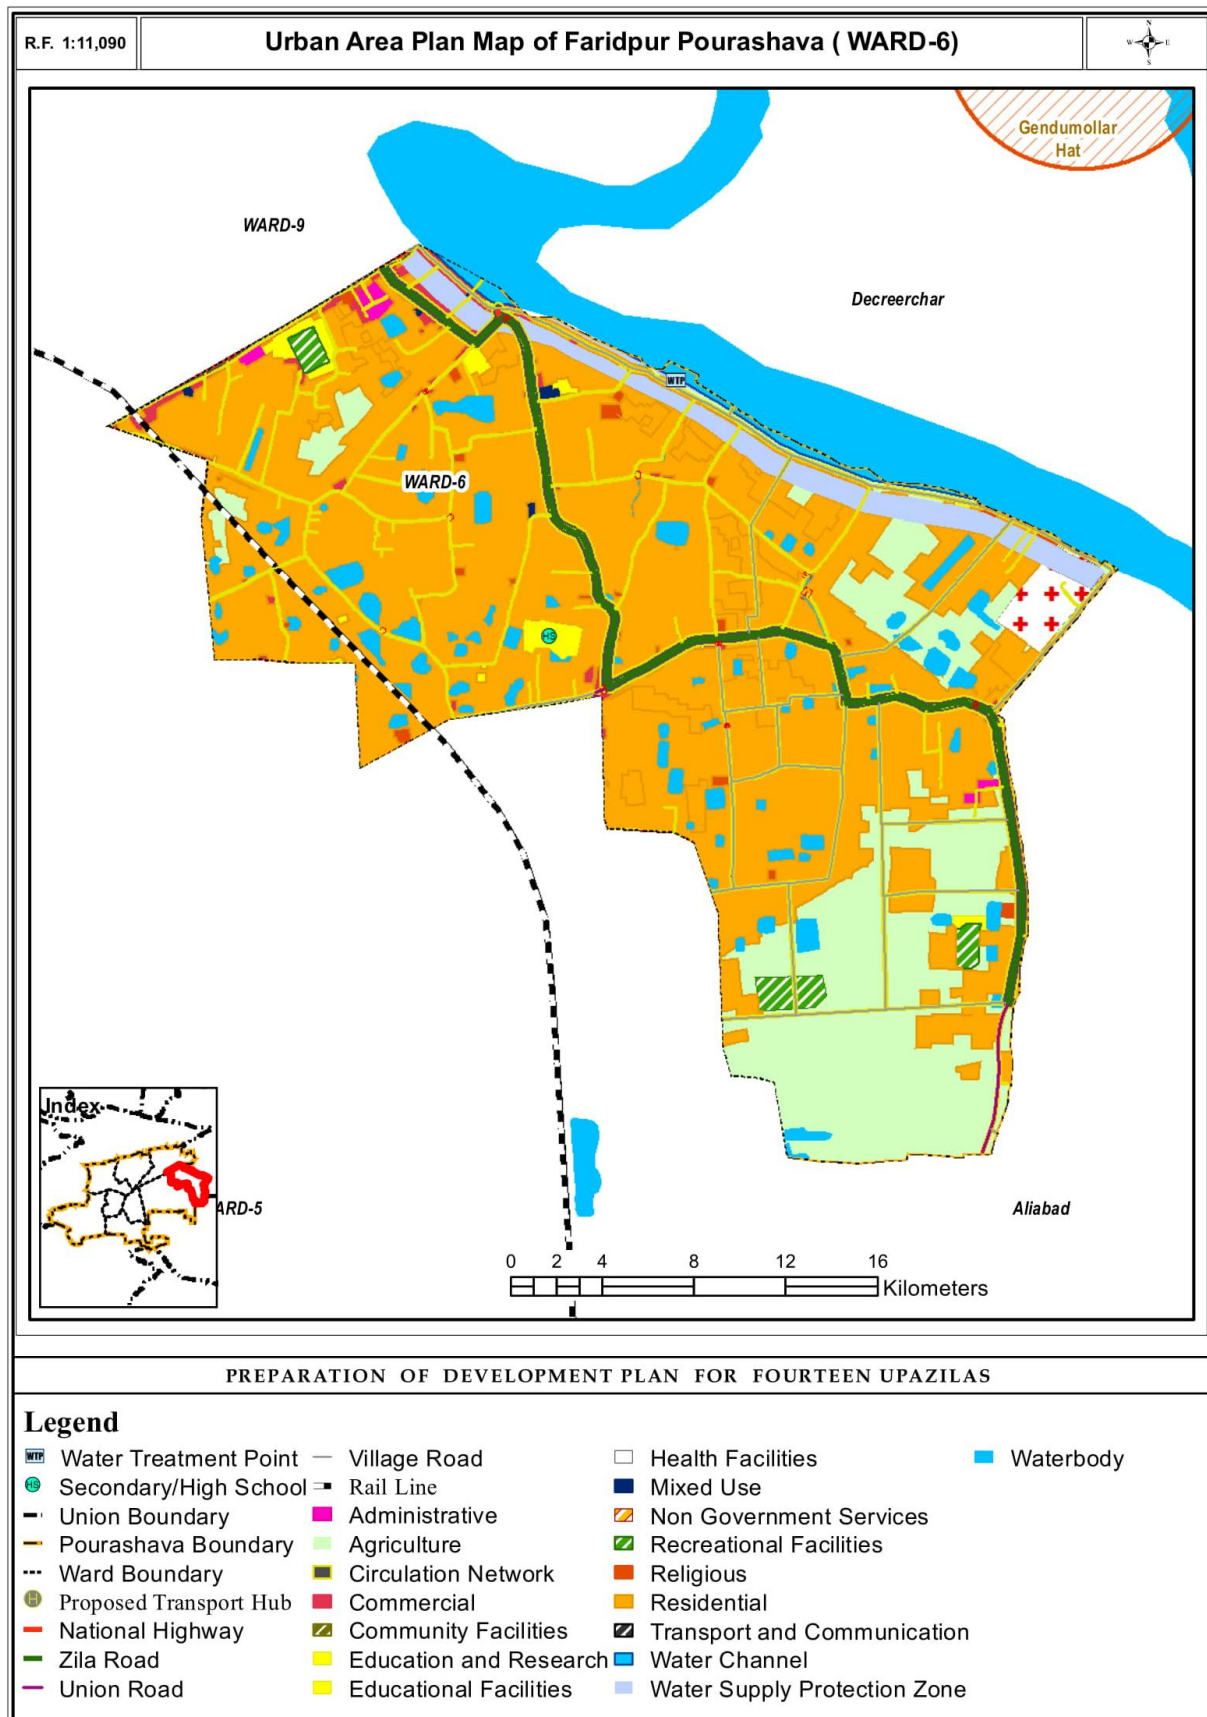 R.F. 1:11,090
Urban Area Plan Map of Faridpur Pourashava ( WARD-6)
N
W E
S
Gendumollar
Hat
WARD-9
Decreerchar
WTP
WARD-6
HS
Index
ARD-5
Aliabad
0 2 4 8 12 16
Kilometers
PREPARATION OF DEVELOPMENT PLAN FOR FOURTEEN UPAZILAS
Legend
WTP Water Treatment Point
HS Secondary/High School
Union Boundary
Pourashava Boundary
Ward Boundary
H Proposed Transport Hub
National Highway
Zila Road
Union Road
Village Road
Rail Line
Administrative
Agriculture
Circulation Network
Commercial
Community Facilities
Education and Research
Educational Facilities
Health Facilities
Mixed Use
Non Government Services
Recreational Facilities
Religious
Residential
Transport and Communication
Water Channel
Water Supply Protection Zone
Waterbody